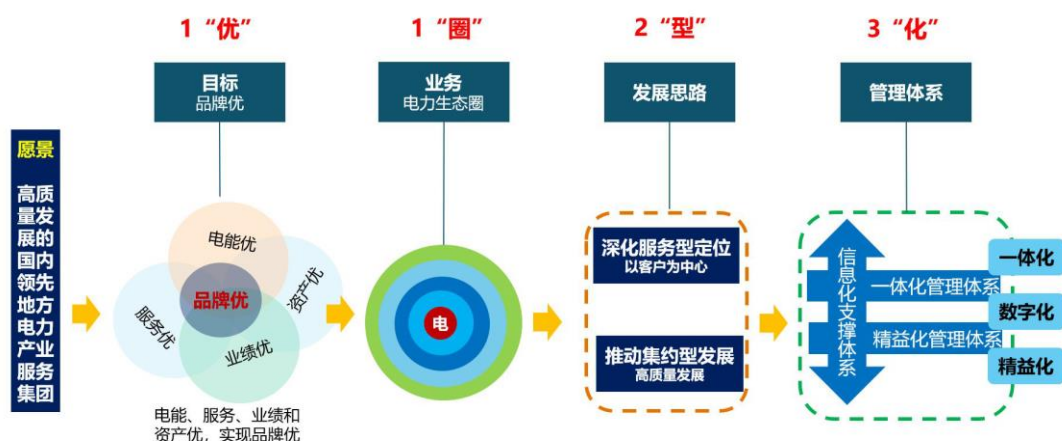 1 “优”
1 “圈”
2 “型”
3 “化”
目标
品牌优
业务
电力生态圈
发展思路
管理体系
愿景
高质
量发
展的
国内
领先
地方
电力
产业
服务
集团
电能优
服务优
品牌优
资产优
业绩优
电能、服务、业绩和
资产优，实现品牌优
电
深化服务型定位
以客户为中心
推动集约型发展
高质量发展
信息化支撑体系
一体化管理体系
精益化管理体系
一体化
数字化
精益化